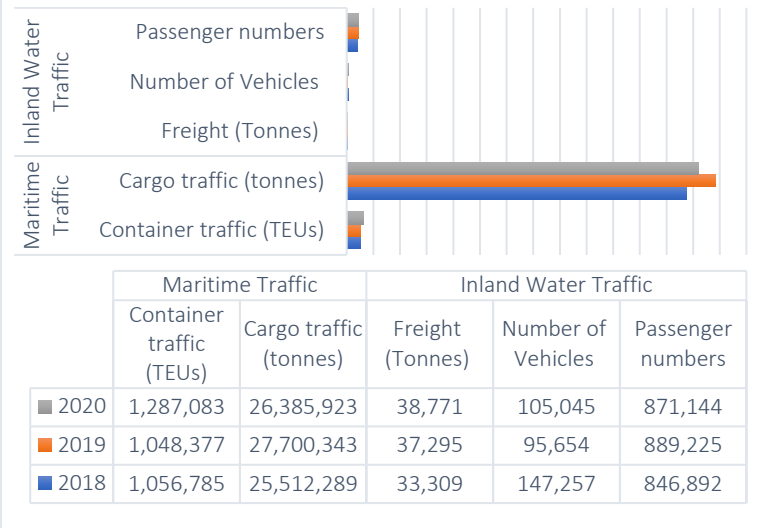 Inland Water
Traffic
Passenger numbers
Number of Vehicles
Freight (Tonnes)
Maritime
Traffic
Cargo traffic (tonnes)
Container traffic (TEUs)
Maritime Traffic Inland Water Traffic
Container
traffic
(TEUs)
Cargo traffic
(tonnes)
Freight
(Tonnes)
Number of
Vehicles
Passenger
numbers
2020 1,287,083 26,385,923 38,771 105,045 871,144
2019 1,048,377 27,700,343 37,295 95,654 889,225
2018 1,056,785 25,512,289 33,309 147,257 846,892